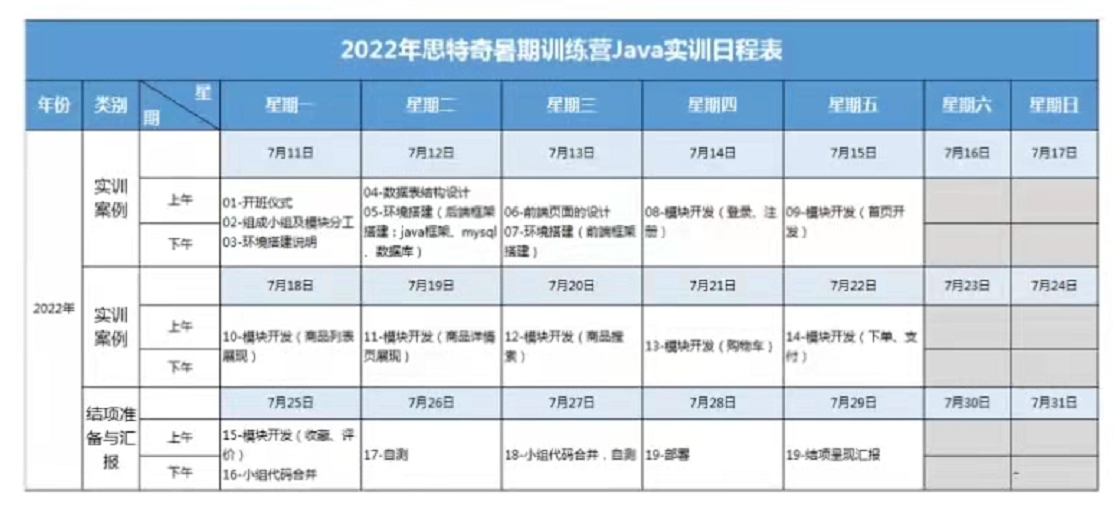 2022年思特奇暑期训练营Java实训日程表
年份 类别 星期 星期一 星期二 星期三 星期四 星期五 星期六 星期日
7月11日 7月12日 7月13日 7月14日 7月15日 7月16日 7月17日
2022年
实训
案例
上午
下午
01-开班仪式
02-组成小组及模块分工
03-环境搭建说明
04-数据表结构设计
05-环境搭建（后端框架
搭建：java框架、mysql
、数据库）
06-前端页面的设计
07-环境搭建（前端框架
搭建）
08-模块开发（登录、注
册）
09-模块开发（首页开
发）
7月18日 7月19日 7月20日 7月21日 7月22日 7月23日 7月24日
实训
案例
上午
下午
10-模块开发（商品列表
展现）
11-模块开发（商品详情
页展现）
12-模块开发（商品搜
索）
13-模块开发（购物车）
14-模块开发（下单、支
付）
7月25日 7月26日 7月27日 7月28日 7月29日 7月30日 7月31日
结项准
备与汇
报
上午
下午
15-模块开发（收藏、评
价）
16-小组代码合并
17-自测
18-小组代码合并，自测
19-部署
19-结项呈现汇报
-